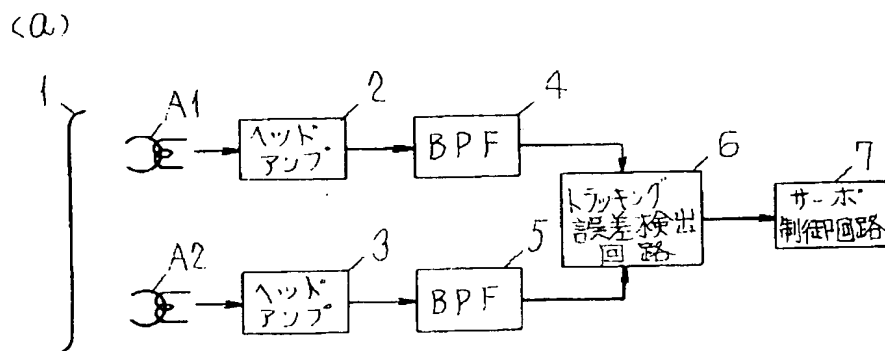 (a)
1
A1
2
4
ヘッド
アンプ
BPF
6
トラッキング
誤差検出
回路
7
サーボ
制御回路
A2
3
5
ヘッド
アンプ
BPF